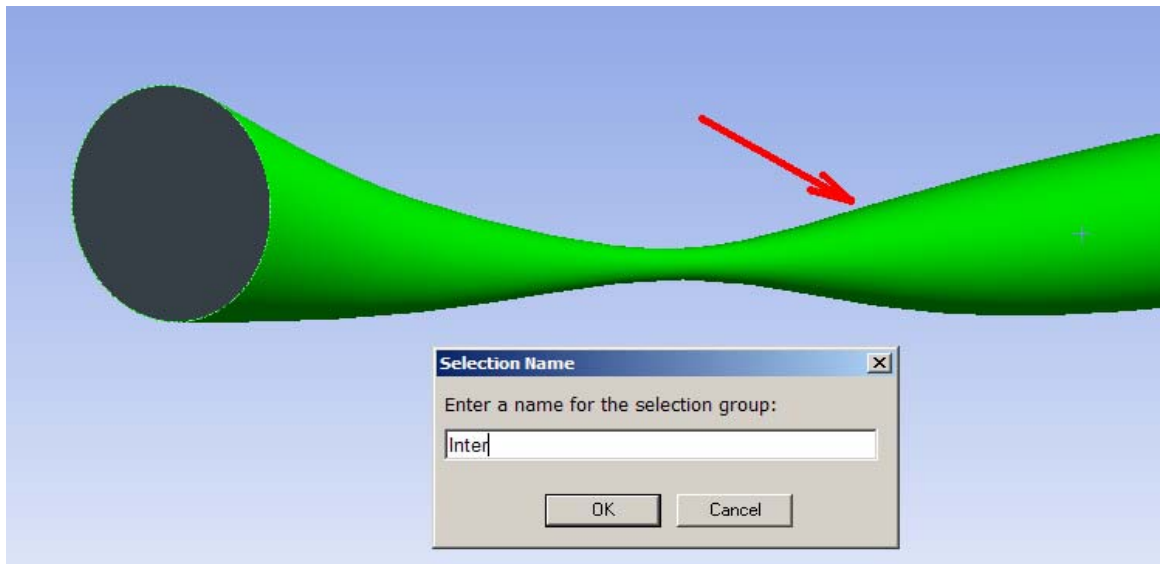 Selection Name
Enter a name for the selection group:
Inter
OK
Cancel